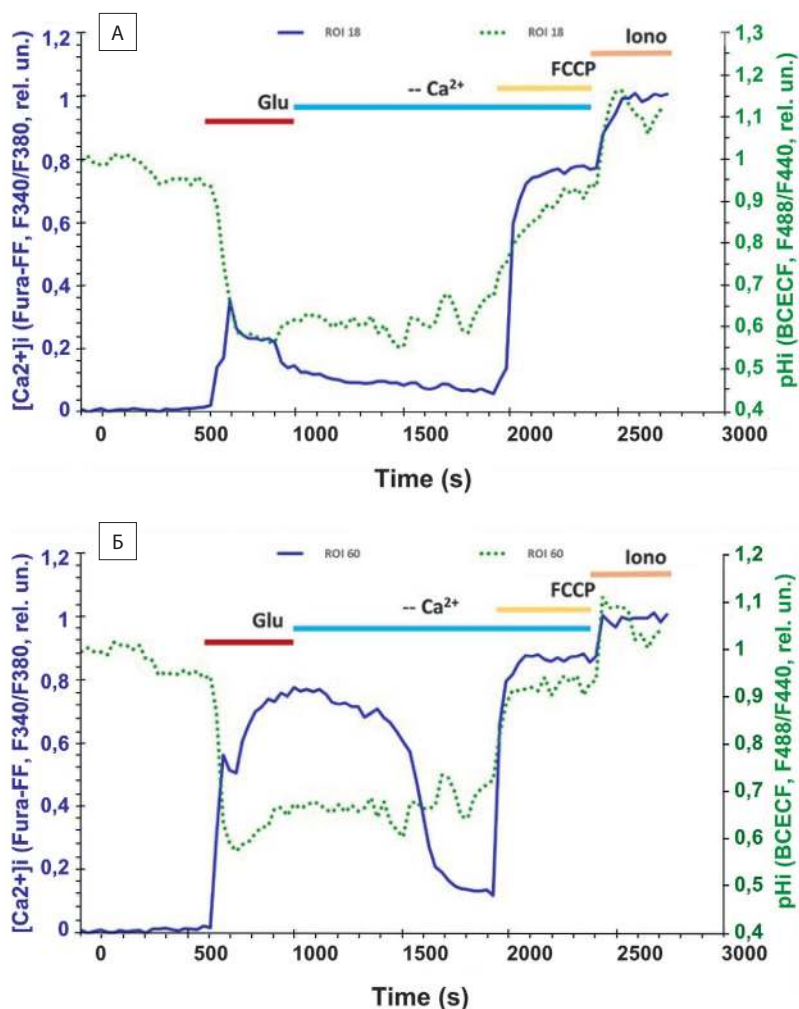 А
ROI 18 ROI 18
Iono
FCCP
-- Ca²⁺
Glu
[Ca2+]i (Fura-FF, F340/F380, rel. un.)
1,2
1
0,8
0,6
0,4
0,2
0
pHi (BCECF, F488/F440, rel. un.)
1,3
1,2
1,1
1
0,9
0,8
0,7
0,6
0,5
0,4
0 500 1000 1500 2000 2500 3000
Time (s)
Б
ROI 60 ROI 60
Iono
FCCP
-- Ca²⁺
Glu
[Ca2+]i (Fura-FF, F340/F380, rel. un.)
1,2
1
0,8
0,6
0,4
0,2
0
pHi (BCECF, F488/F440, rel. un.)
1,2
1,1
1
0,9
0,8
0,7
0,6
0,5
0,4
0 500 1000 1500 2000 2500 3000
Time (s)